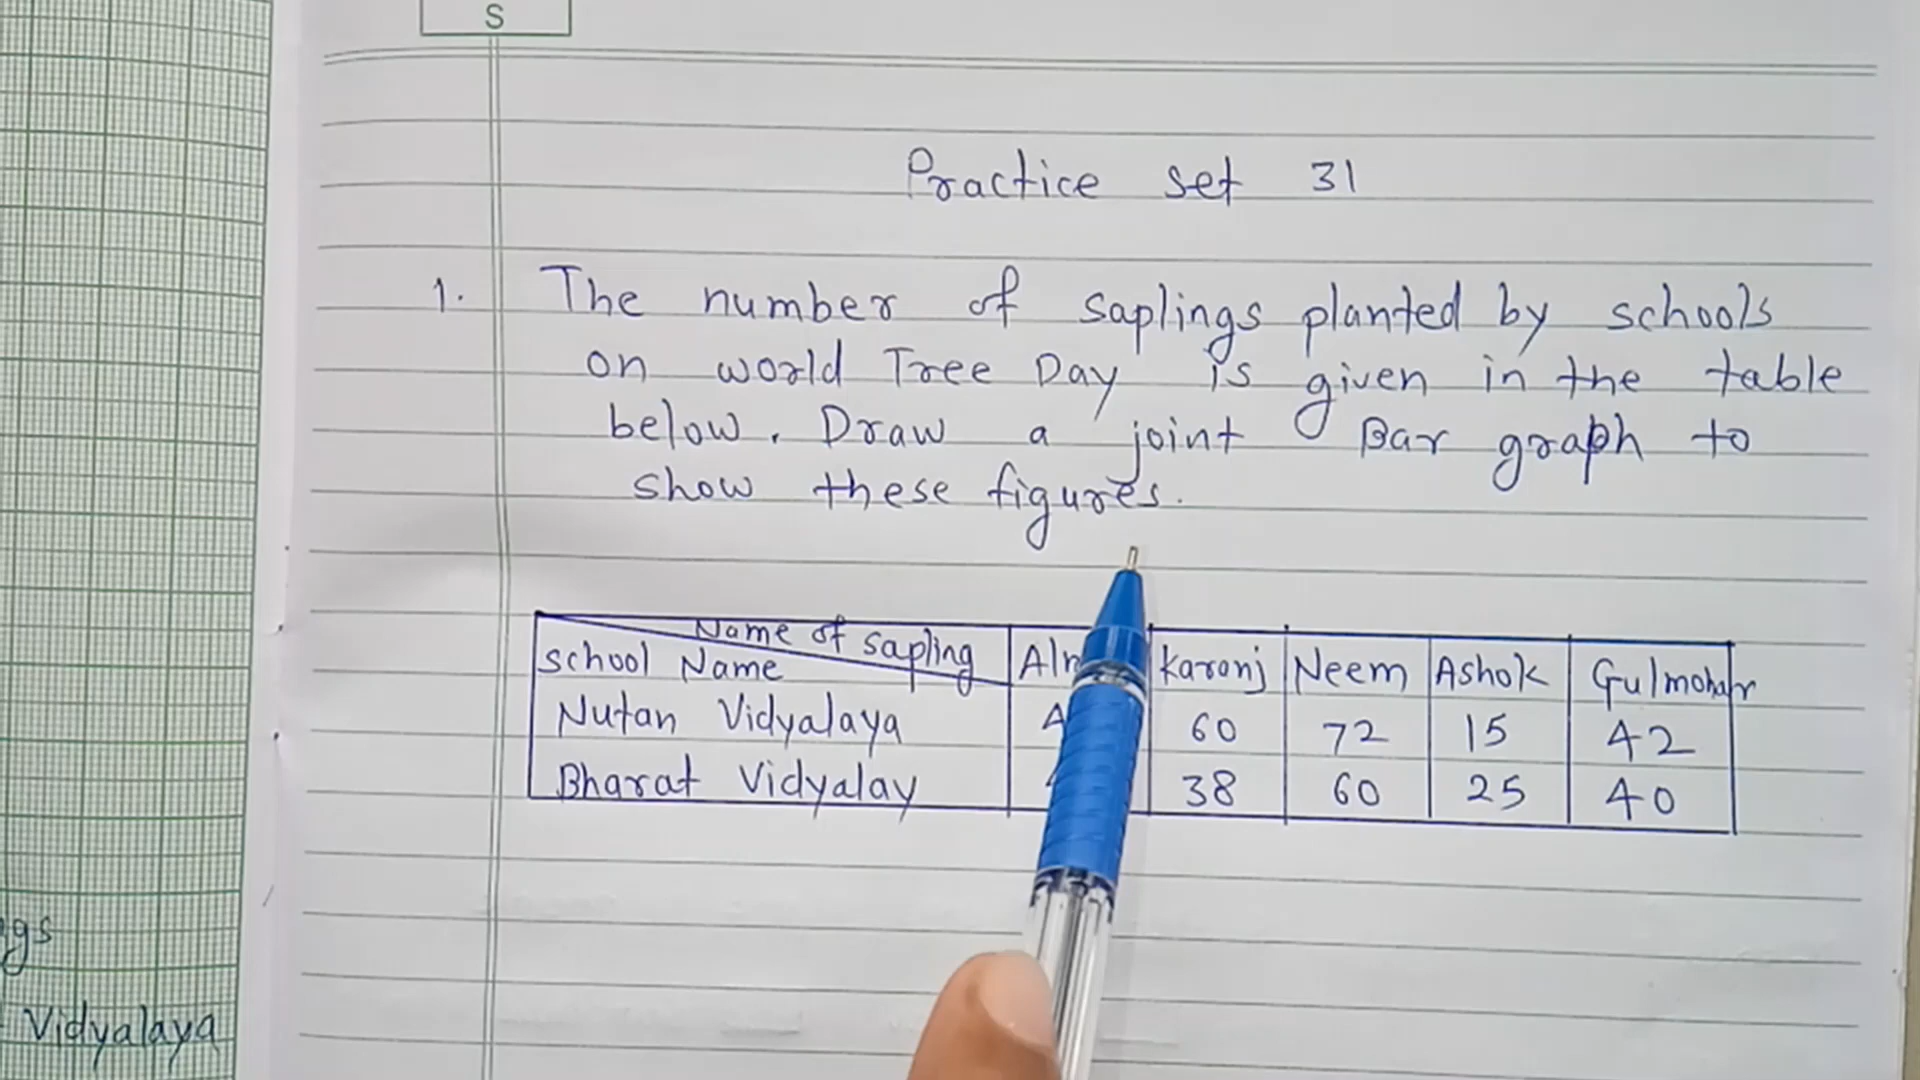 S
Practice set 31
1. The number of saplings planted by schools
on world Tree Day is given in the table
below. Draw a joint Bar graph to
show these figures.
Name of sapling
School Name Karanj Neem Ashok Gulmohar
Nutan Vidyalaya 60 72 15 42
Bharat Vidyalay 38 60 25 40
Vidyalaya